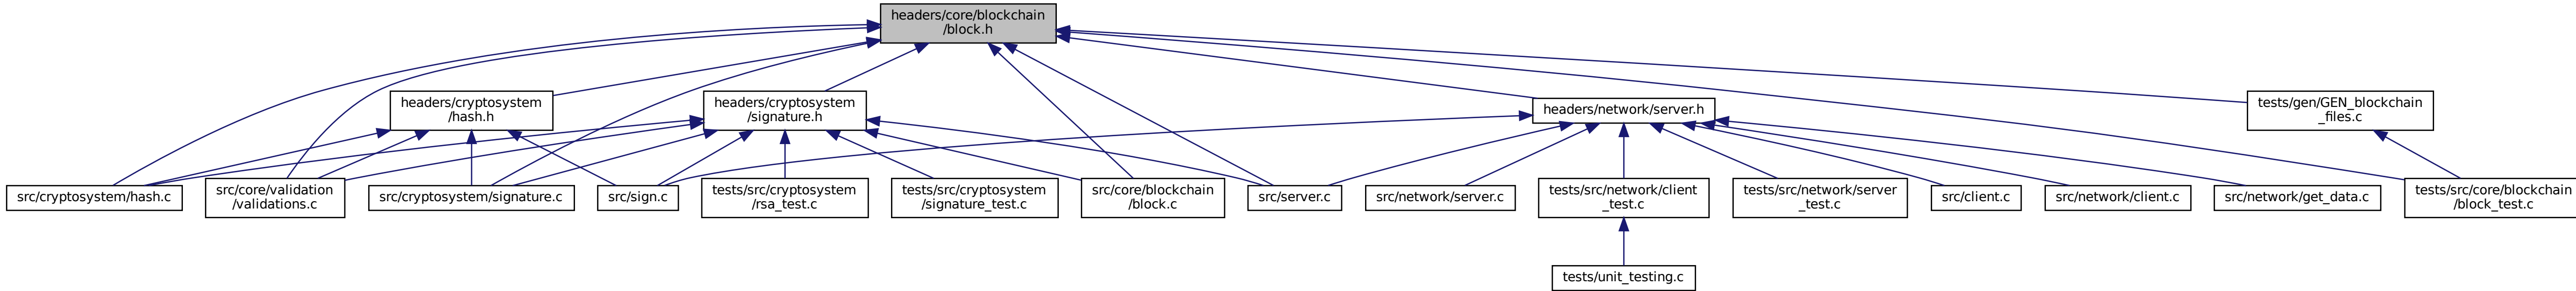 headers/core/blockchain
/block.h
headers/cryptosystem
/hash.h
headers/cryptosystem
/signature.h
headers/network/server.h
tests/gen/GEN_blockchain
_files.c
src/cryptosystem/hash.c
src/core/validation
/validations.c
src/cryptosystem/signature.c
src/sign.c
tests/src/cryptosystem
/rsa_test.c
tests/src/cryptosystem
/signature_test.c
src/core/blockchain
/block.c
src/server.c
src/network/server.c
tests/src/network/client
_test.c
tests/src/network/server
_test.c
src/client.c
src/network/client.c
src/network/get_data.c
tests/src/core/blockchain
/block_test.c
tests/unit_testing.c